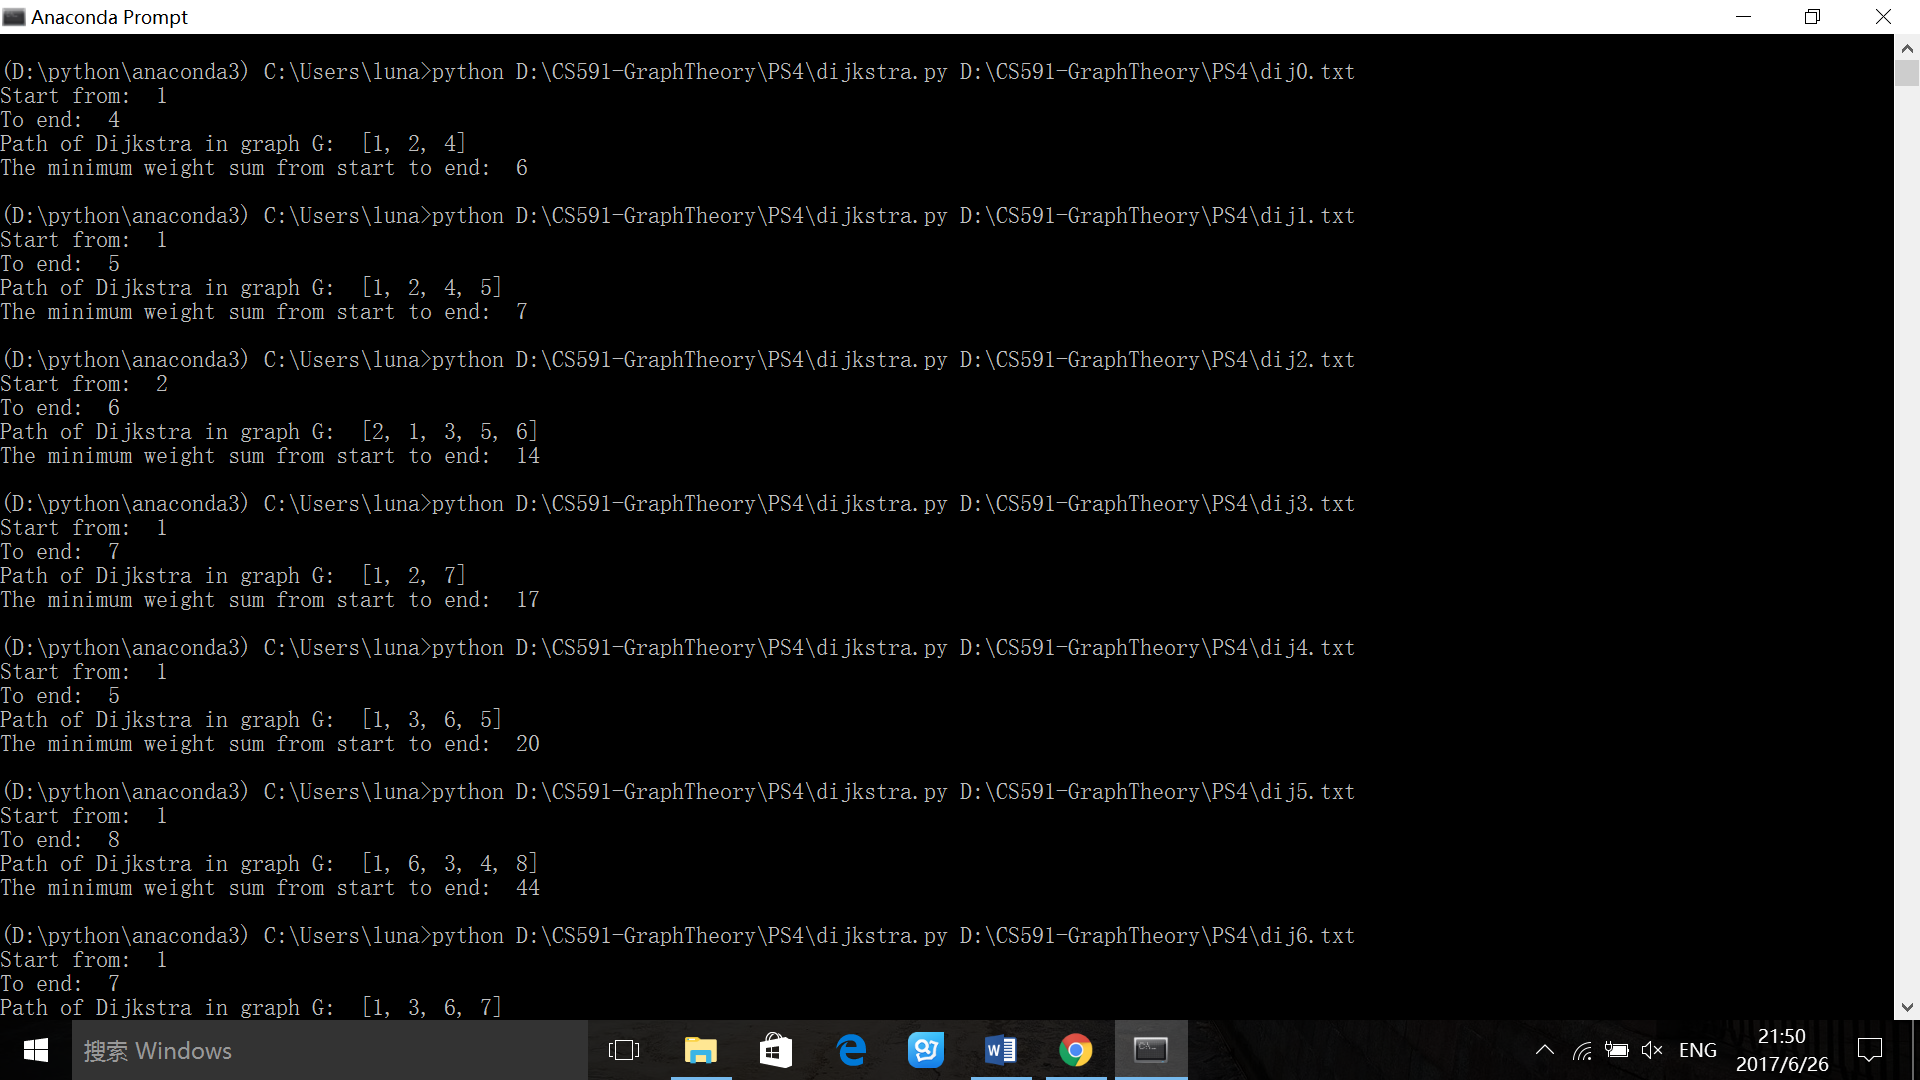 Anaconda Prompt
(D:\python\anaconda3) C:\Users\luna>python D:\CS591-GraphTheory\PS4\dijkstra.py D:\CS591-GraphTheory\PS4\dij0.txt
Start from:  1
To end:  4
Path of Dijkstra in graph G:  [1, 2, 4]
The minimum weight sum from start to end:  6
(D:\python\anaconda3) C:\Users\luna>python D:\CS591-GraphTheory\PS4\dijkstra.py D:\CS591-GraphTheory\PS4\dij1.txt
Start from:  1
To end:  5
Path of Dijkstra in graph G:  [1, 2, 4, 5]
The minimum weight sum from start to end:  7
(D:\python\anaconda3) C:\Users\luna>python D:\CS591-GraphTheory\PS4\dijkstra.py D:\CS591-GraphTheory\PS4\dij2.txt
Start from:  2
To end:  6
Path of Dijkstra in graph G:  [2, 1, 3, 5, 6]
The minimum weight sum from start to end:  14
(D:\python\anaconda3) C:\Users\luna>python D:\CS591-GraphTheory\PS4\dijkstra.py D:\CS591-GraphTheory\PS4\dij3.txt
Start from:  1
To end:  7
Path of Dijkstra in graph G:  [1, 2, 7]
The minimum weight sum from start to end:  17
(D:\python\anaconda3) C:\Users\luna>python D:\CS591-GraphTheory\PS4\dijkstra.py D:\CS591-GraphTheory\PS4\dij4.txt
Start from:  1
To end:  5
Path of Dijkstra in graph G:  [1, 3, 6, 5]
The minimum weight sum from start to end:  20
(D:\python\anaconda3) C:\Users\luna>python D:\CS591-GraphTheory\PS4\dijkstra.py D:\CS591-GraphTheory\PS4\dij5.txt
Start from:  1
To end:  8
Path of Dijkstra in graph G:  [1, 6, 3, 4, 8]
The minimum weight sum from start to end:  44
(D:\python\anaconda3) C:\Users\luna>python D:\CS591-GraphTheory\PS4\dijkstra.py D:\CS591-GraphTheory\PS4\dij6.txt
Start from:  1
To end:  7
Path of Dijkstra in graph G:  [1, 3, 6, 7]
搜索 Windows
ENG
21:50
2017/6/26